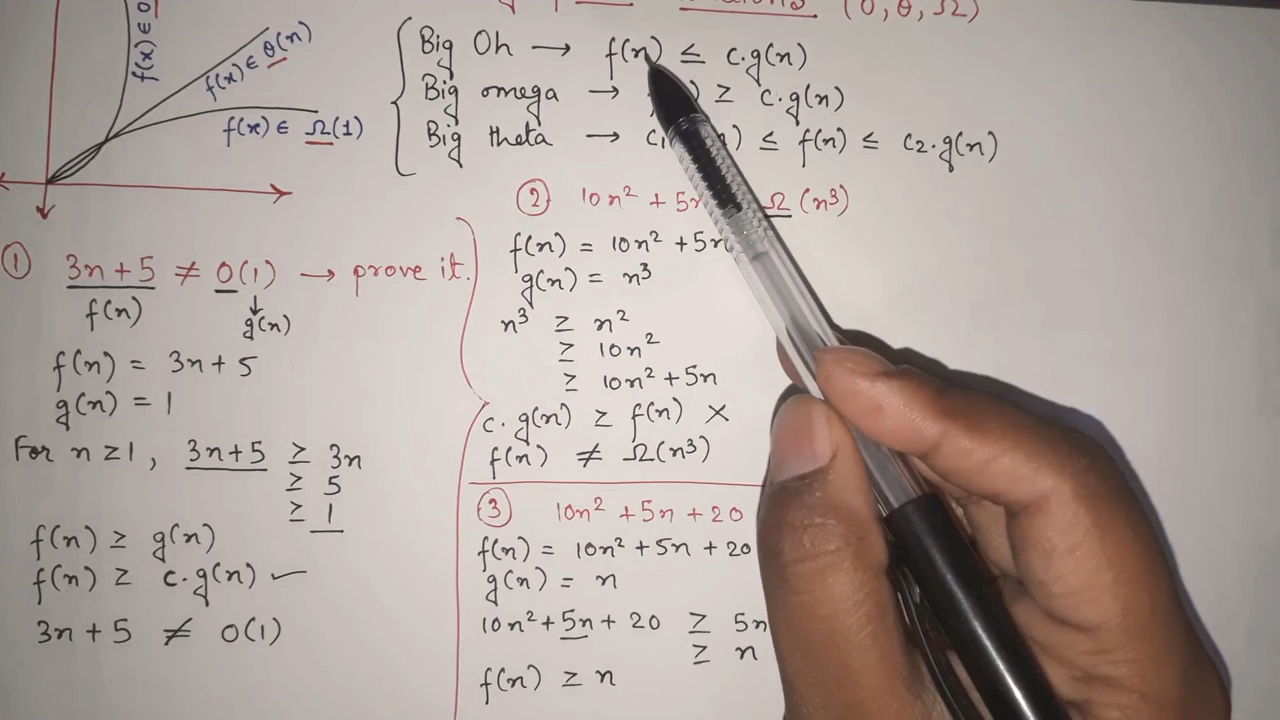 (O, θ, Ω)
f(x) ∈ O
f(x) ∈ θ(n)
f(x) ∈ Ω(1)
Big Oh → f(n) ≤ c.g(n)
Big omega → ) ≥ c.g(n)
Big theta → c₁ ) ≤ f(n) ≤ c₂.g(n)
① 3n+5 ≠ O(1) → prove it.
f(n)
g(n)
f(n) = 3n+5
g(n) = 1
For n ≥ 1, 3n+5 ≥ 3n
≥ 5
≥ 1
f(n) ≥ g(n)
f(n) ≥ c.g(n) ✓
3n+5 ≠ O(1)
② 10n² + 5n Ω(n³)
f(n) = 10n² + 5n
g(n) = n³
n³ ≥ n²
≥ 10n²
≥ 10n² + 5n
c.g(n) ≥ f(n) ×
f(n) ≠ Ω(n³)
③ 10n² + 5n + 20
f(n) = 10n² + 5n + 20
g(n) = n
10n² + 5n + 20 ≥ 5n
≥ n
f(n) ≥ n